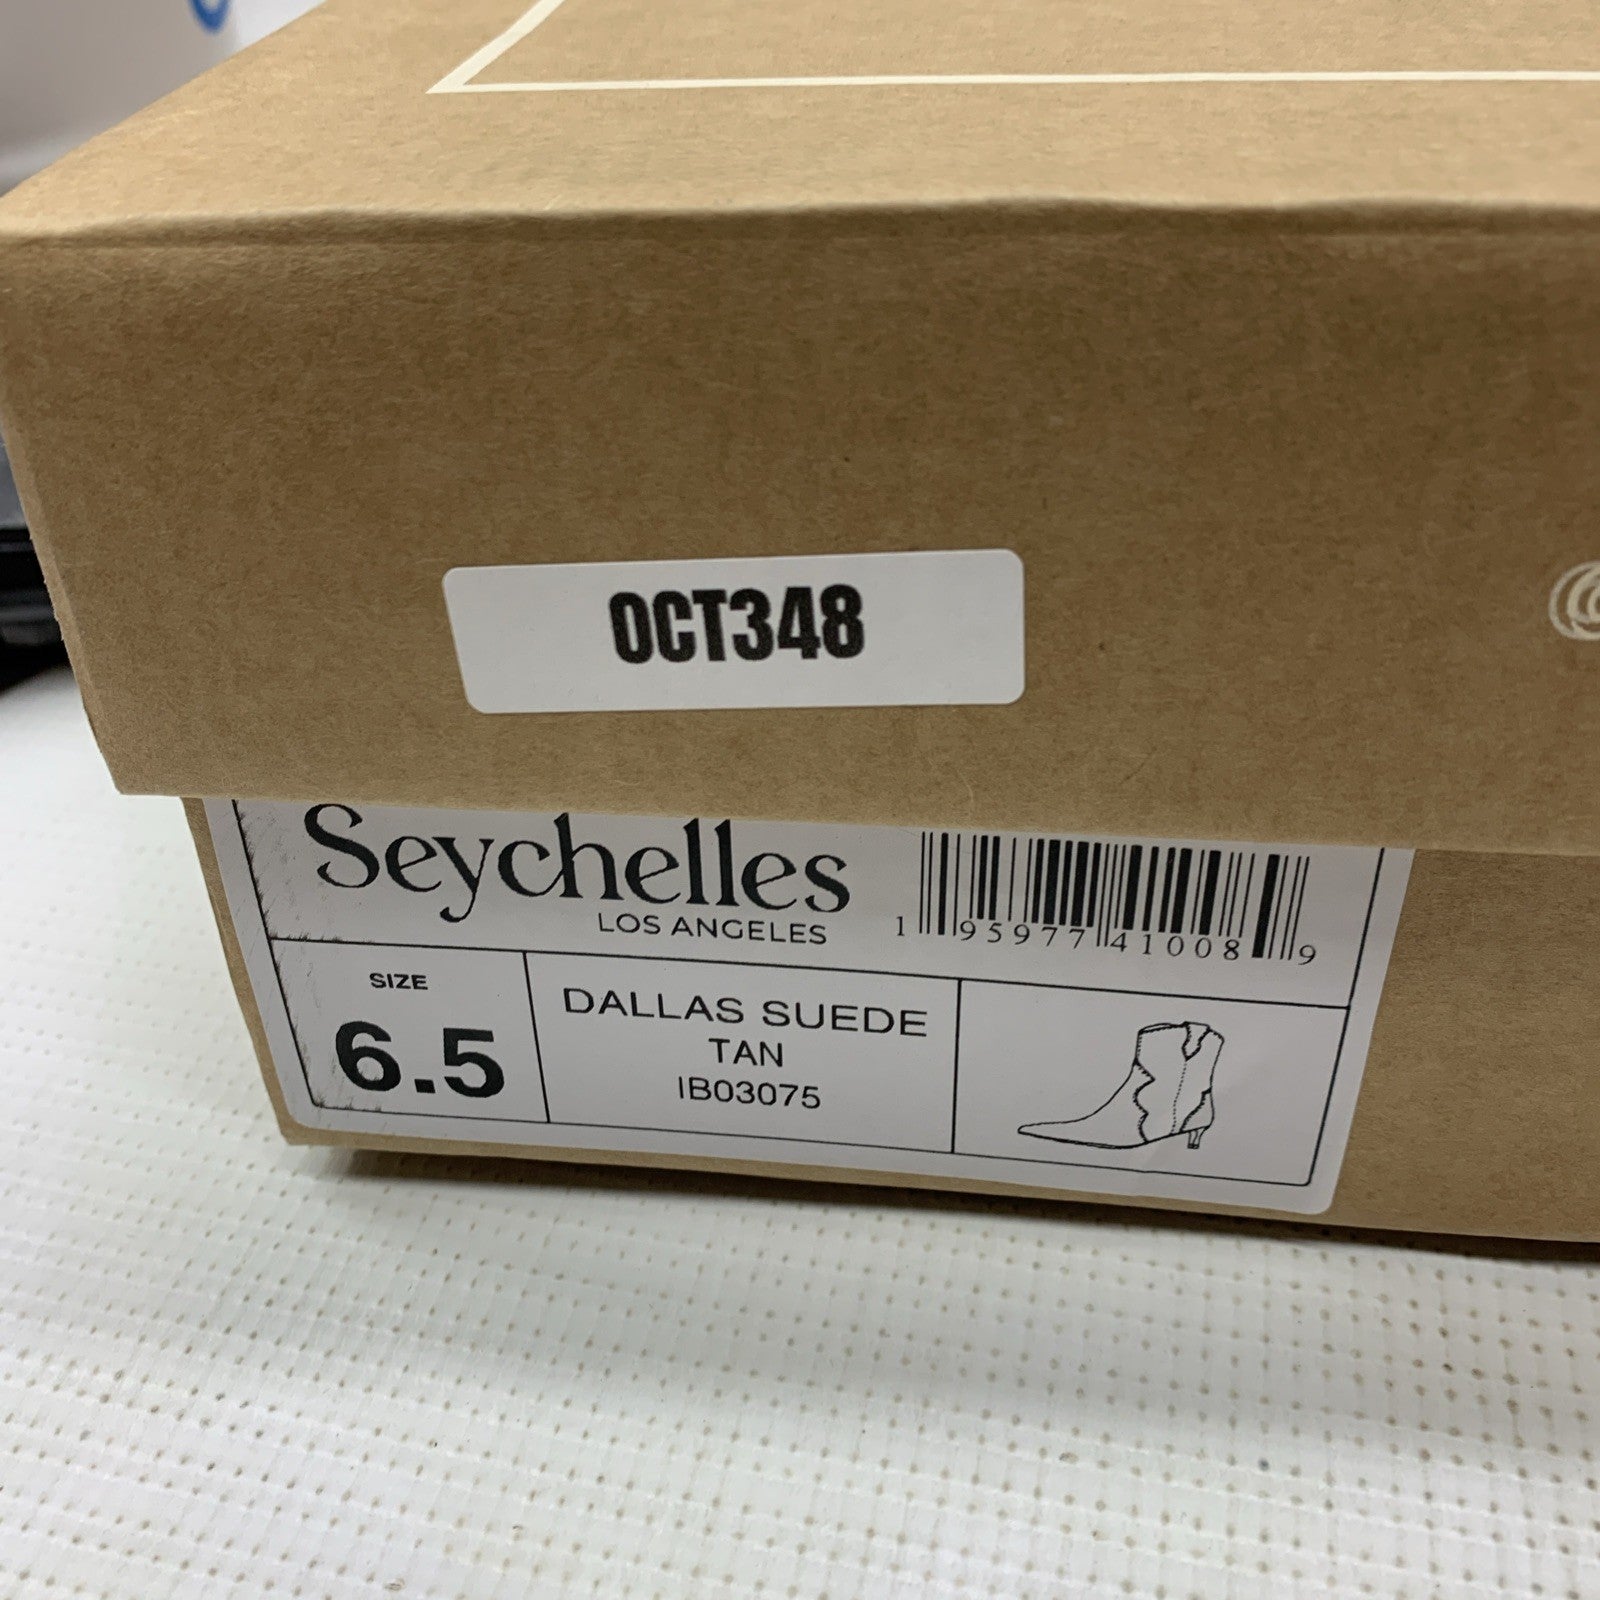 OCT348
Seychelles
LOS ANGELES
1 95977 41008 9
SIZE
6.5
DALLAS SUEDE
TAN
IB03075